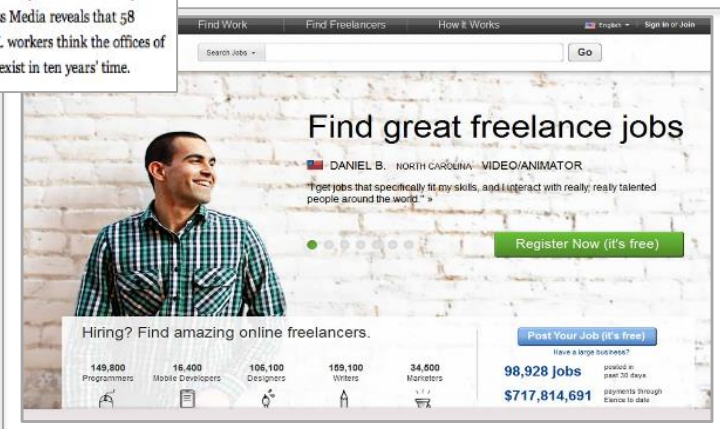 s Media reveals that 58
workers think the offices of
exist in ten years' time.
Find Work Find Freelancers How It Works English Sign In or Join
Search Jobs Go
Find great freelance jobs
DANIEL B. NORTH CAROLINA VIDEO/ANIMATOR
"I get jobs that specifically fit my skills, and I interact with really, really talented
people around the world." »
Register Now (it's free)
Hiring? Find amazing online freelancers.
Post Your Job (it's free)
Have a large business?
149,800 16,400 106,100 159,100 34,500
Programmers Mobile Developers Designers Writers Marketers
98,928 jobs posted in
past 30 days
$717,814,691 payments through
Elance to date